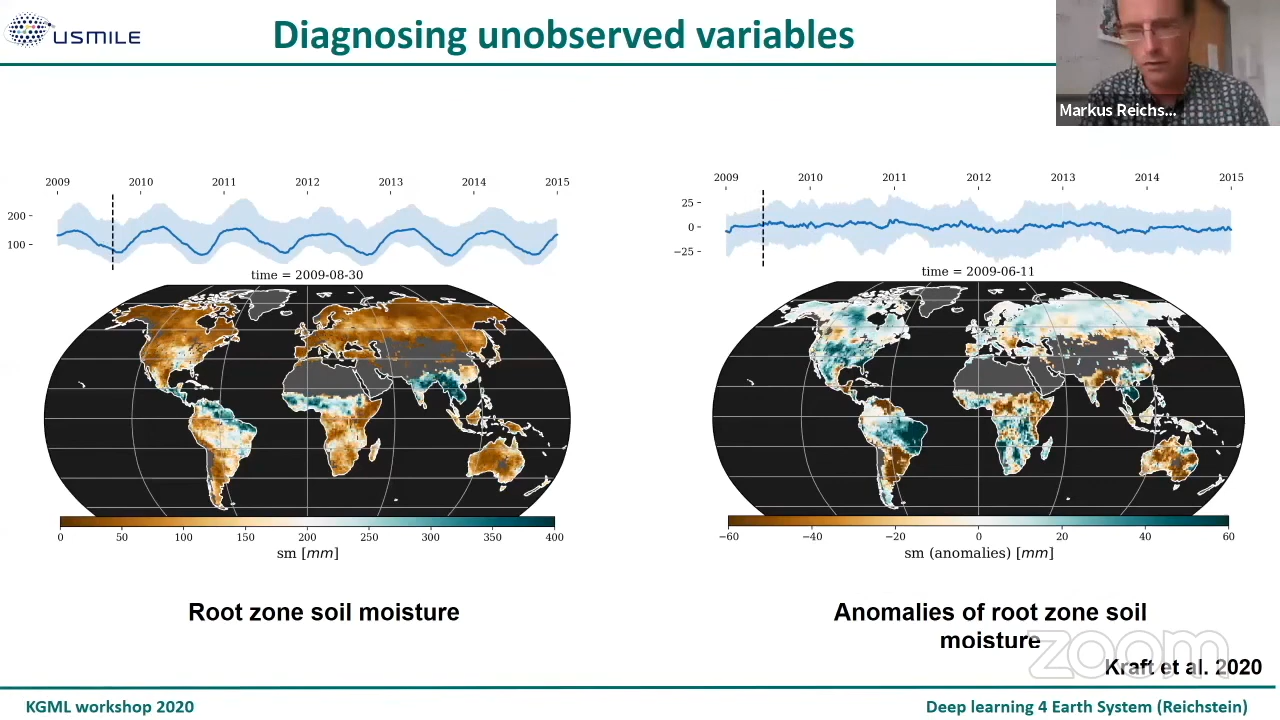 USMILE
Diagnosing unobserved variables
Markus Reichs...
2009 2010 2011 2012 2013 2014 2015
200
100
time = 2009-08-30
0 50 100 150 200 250 300 350 400
sm [mm]
Root zone soil moisture
2009 2010 2011 2012 2013 2014 2015
25
0
−25
time = 2009-06-11
−60 −40 −20 0 20 40 60
sm (anomalies) [mm]
Anomalies of root zone soil
moisture
zoom
Kraft et al. 2020
KGML workshop 2020
Deep learning 4 Earth System (Reichstein)